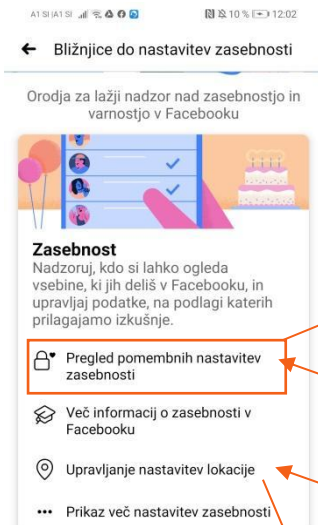 A1 SI |A1 SI 10 % 12:02
Bližnjice do nastavitev zasebnosti
Orodja za lažji nadzor nad zasebnostjo in
varnostjo v Facebooku
Zasebnost
Nadzoruj, kdo si lahko ogleda
vsebine, ki jih deliš v Facebooku, in
upravljaj podatke, na podlagi katerih
prilagajamo izkušnje.
Pregled pomembnih nastavitev
zasebnosti
Več informacij o zasebnosti v
Facebooku
Upravljanje nastavitev lokacije
Prikaz več nastavitev zasebnosti